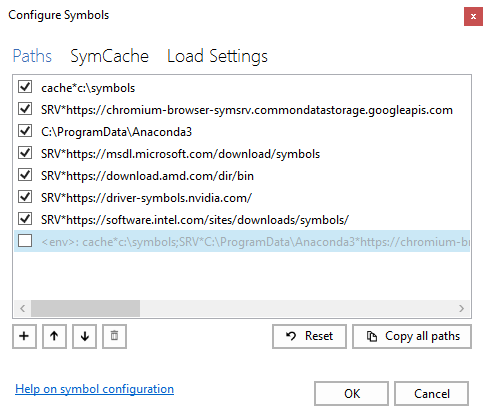 Configure Symbols
Paths SymCache Load Settings
cache*c:\symbols
SRV*https://chromium-browser-symsrv.commondatastorage.googleapis.com
C:\ProgramData\Anaconda3
SRV*https://msdl.microsoft.com/download/symbols
SRV*https://download.amd.com/dir/bin
SRV*https://driver-symbols.nvidia.com/
SRV*https://software.intel.com/sites/downloads/symbols/
<env>: cache*c:\symbols;SRV*C:\ProgramData\Anaconda3*https://chromium-br
Reset Copy all paths
Help on symbol configuration
OK Cancel